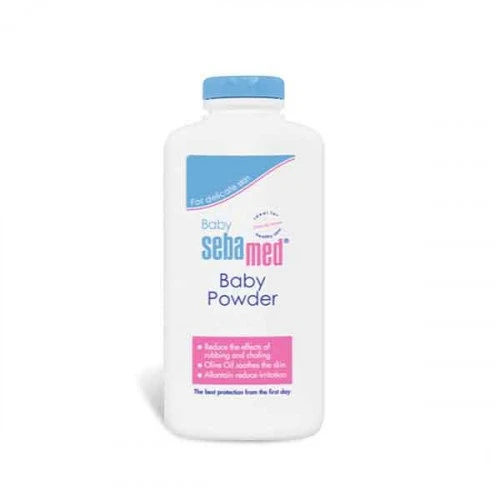 For delicate skin
Baby
sebamed®
Baby
Powder
Reduce the effects of
rubbing and chafing
Olive Oil soothes the skin
Allantoin reduce irritation
The best protection from the first day